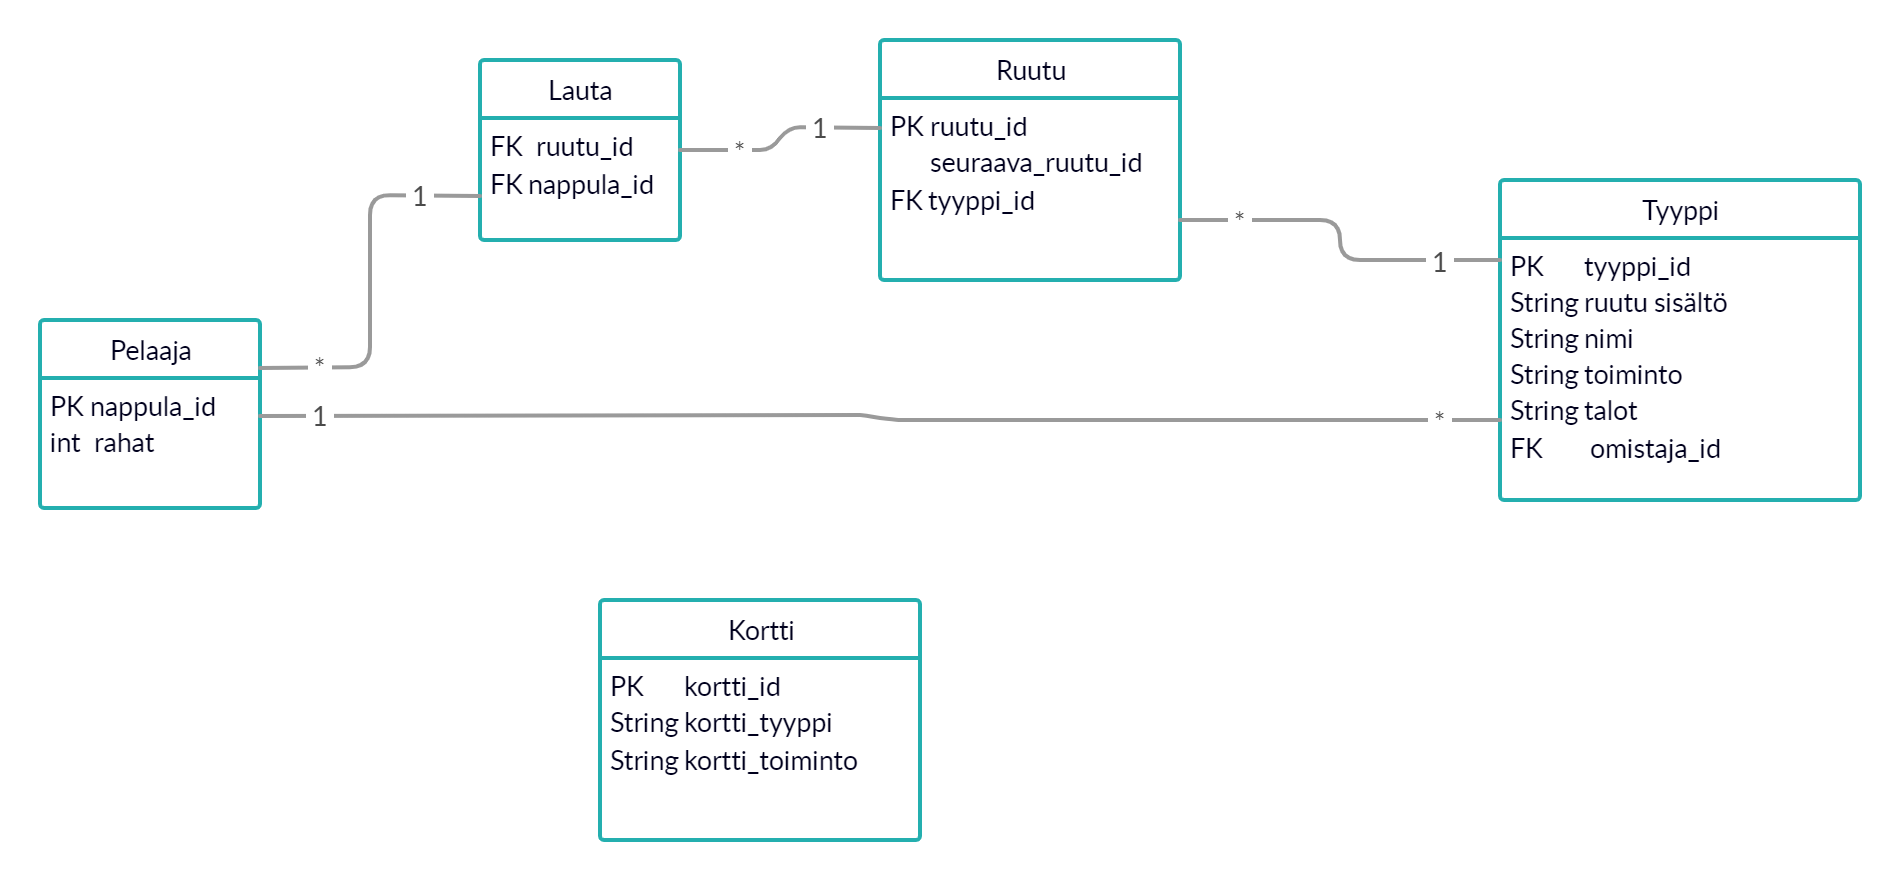 Lauta
FK ruutu_id
FK nappula_id
Ruutu
PK ruutu_id
seuraava_ruutu_id
FK tyyppi_id
Tyyppi
PK tyyppi_id
String ruutu sisältö
String nimi
String toiminto
String talot
FK omistaja_id
Pelaaja
PK nappula_id
int rahat
* 1
* 1
* 1
1 *
Kortti
PK kortti_id
String kortti_tyyppi
String kortti_toiminto